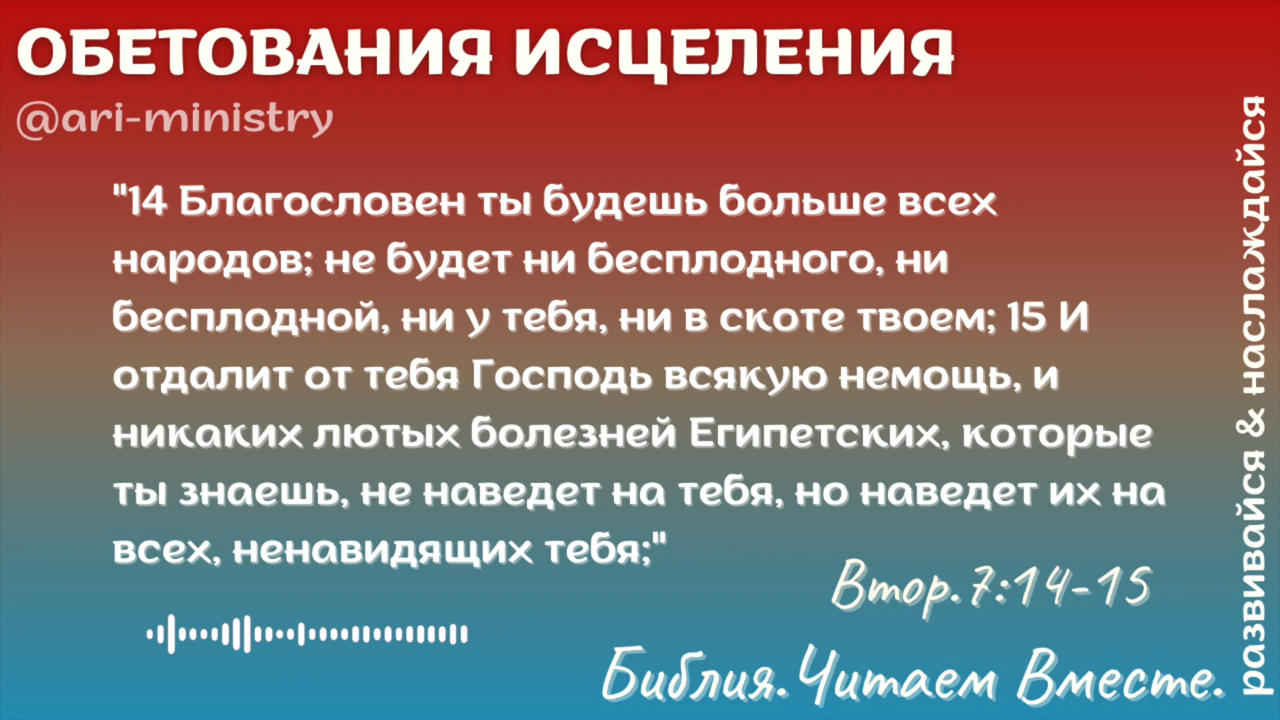 ОБЕТОВАНИЯ ИСЦЕЛЕНИЯ
@ari-ministry
"14 Благословен ты будешь больше всех
народов; не будет ни бесплодного, ни
бесплодной, ни у тебя, ни в скоте твоем; 15 И
отдалит от тебя Господь всякую немощь, и
никаких лютых болезней Египетских, которые
ты знаешь, не наведет на тебя, но наведет их на
всех, ненавидящих тебя;"
Втор.7:14-15
Библия.Читаем Вместе.
развивайся & наслаждайся